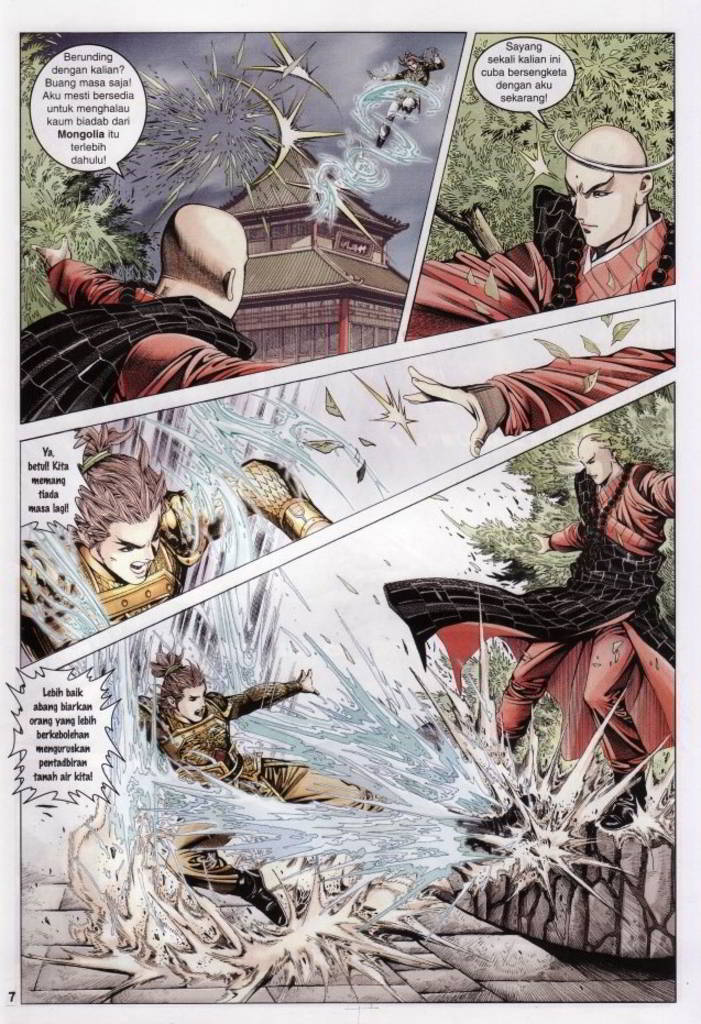 Berunding
dengan kalian?
Buang masa saja!
Aku mesti bersedia
untuk menghalau
kaum biadab dari
Mongolia itu
terlebih
dahulu!
Sayang
sekali kalian ini
cuba bersengketa
dengan aku
sekarang!
Ya,
betul! Kita
memang
tiada
masa lagi!
Lebih baik
abang biarkan
orang yang lebih
berkebolehan
menguruskan
pentadbiran
tanah air kita!
7